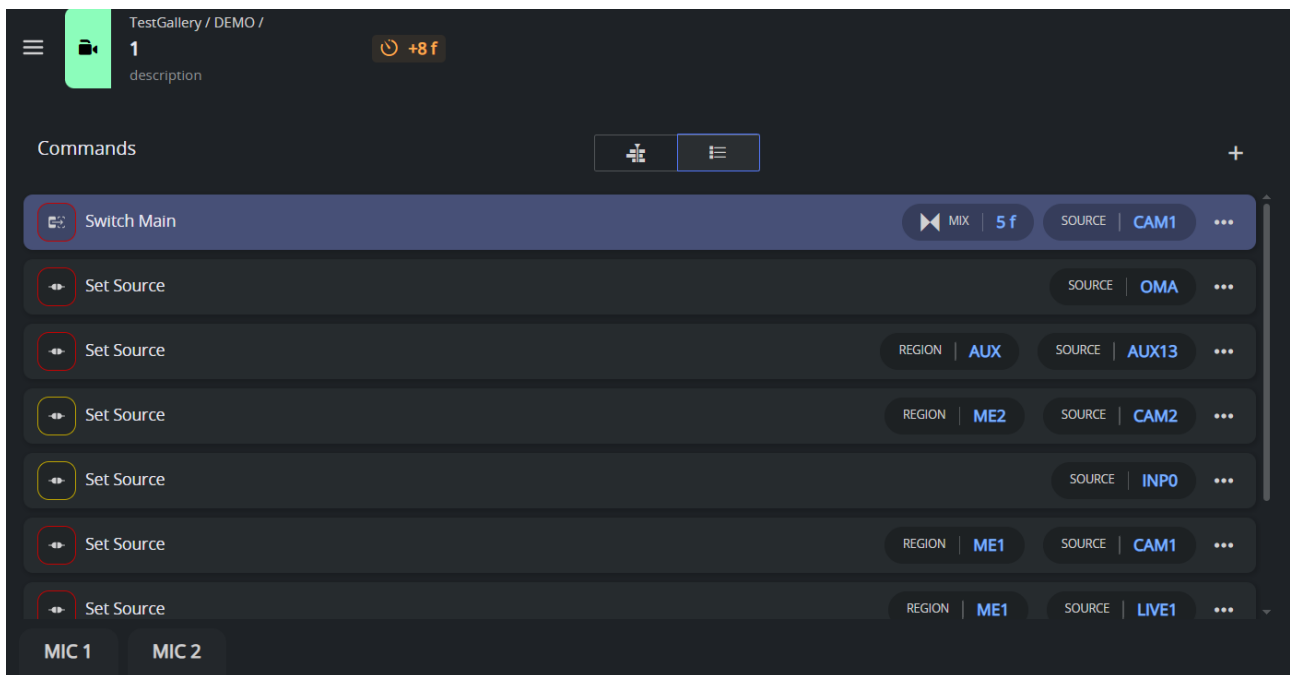 TestGallery / DEMO /
1
+8 f
description
Commands
Switch Main MIX 5 f SOURCE CAM1
Set Source SOURCE OMA
Set Source REGION AUX SOURCE AUX13
Set Source REGION ME2 SOURCE CAM2
Set Source SOURCE INP0
Set Source REGION ME1 SOURCE CAM1
Set Source REGION ME1 SOURCE LIVE1
MIC 1 MIC 2